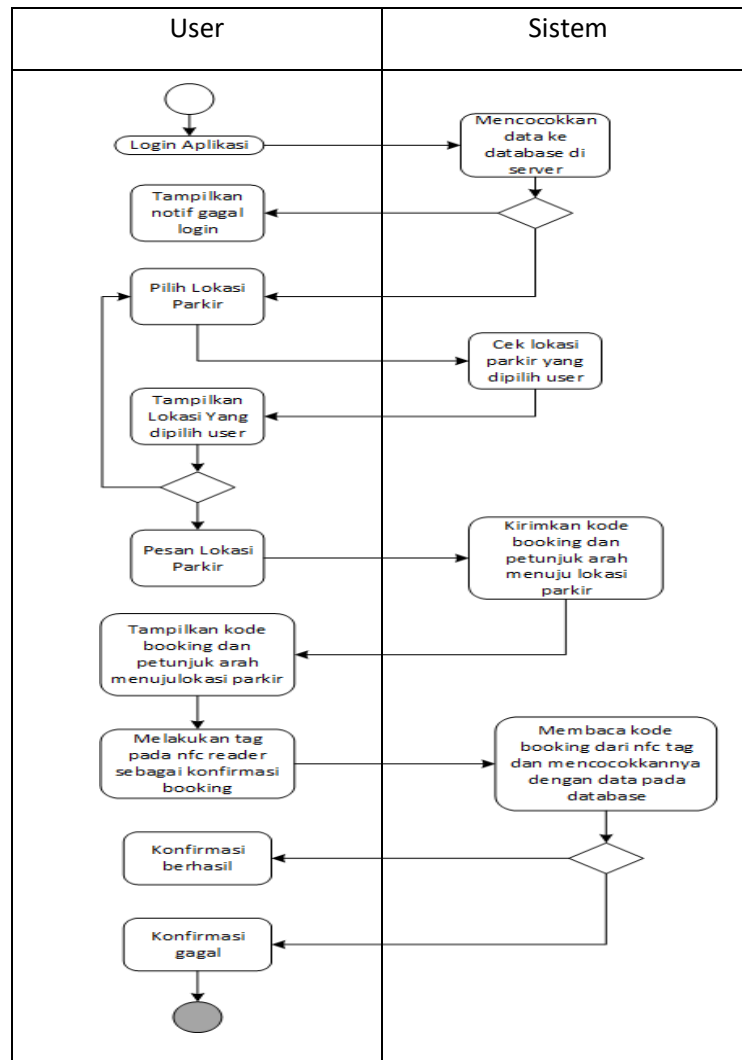 User
Sistem
Login Aplikasi
Mencocokkan
data ke
database di
server
Tampilkan
notif gagal
login
Pilih Lokasi
Parkir
Cek lokasi
parkir yang
dipilih user
Tampilkan
Lokasi Yang
dipilih user
Pesan Lokasi
Parkir
Kirimkan kode
booking dan
petunjuk arah
menuju lokasi
parkir
Tampilkan kode
booking dan
petunjuk arah
menujulokasi parkir
Melakukan tag
pada nfc reader
sebagai konfirmasi
booking
Membaca kode
booking dari nfc tag
dan mencocokkannya
dengan data pada
database
Konfirmasi
berhasil
Konfirmasi
gagal